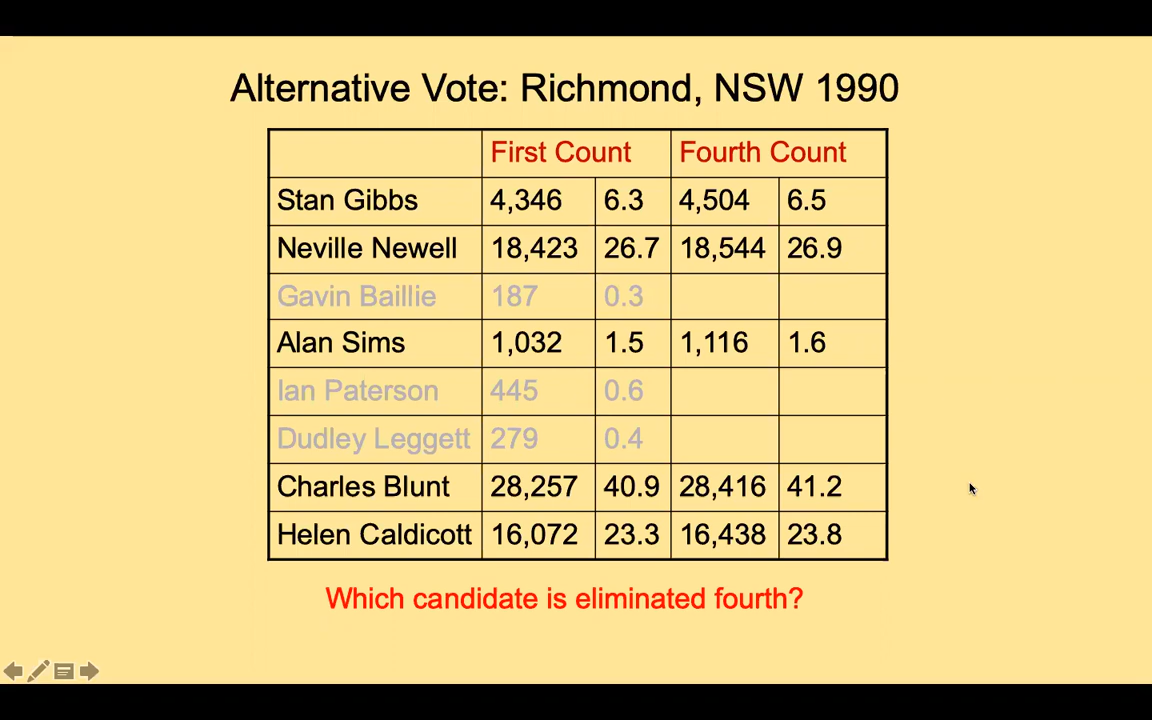 Alternative Vote: Richmond, NSW 1990
First Count Fourth Count
Stan Gibbs 4,346 6.3 4,504 6.5
Neville Newell 18,423 26.7 18,544 26.9
Gavin Baillie 187 0.3
Alan Sims 1,032 1.5 1,116 1.6
Ian Paterson 445 0.6
Dudley Leggett 279 0.4
Charles Blunt 28,257 40.9 28,416 41.2
Helen Caldicott 16,072 23.3 16,438 23.8
Which candidate is eliminated fourth?